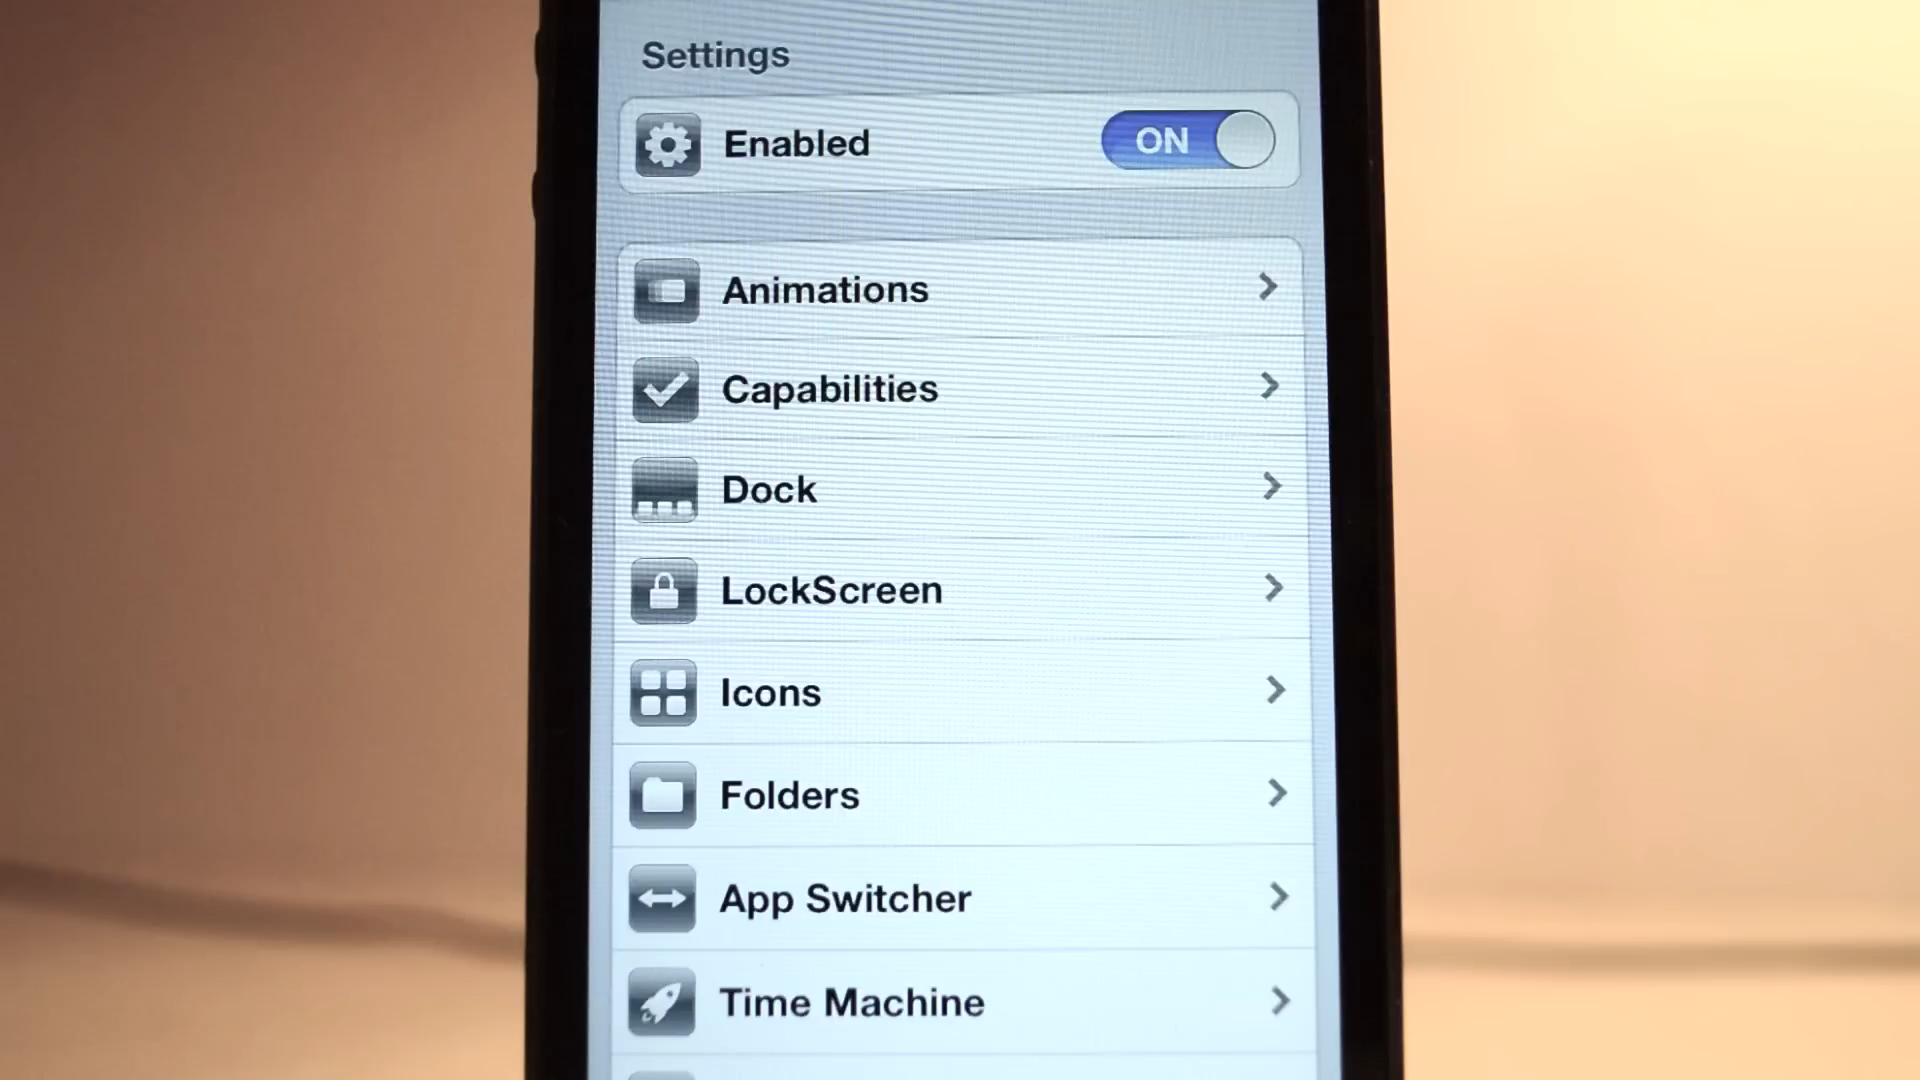 Settings
Enabled ON
Animations
Capabilities
Dock
LockScreen
Icons
Folders
App Switcher
Time Machine